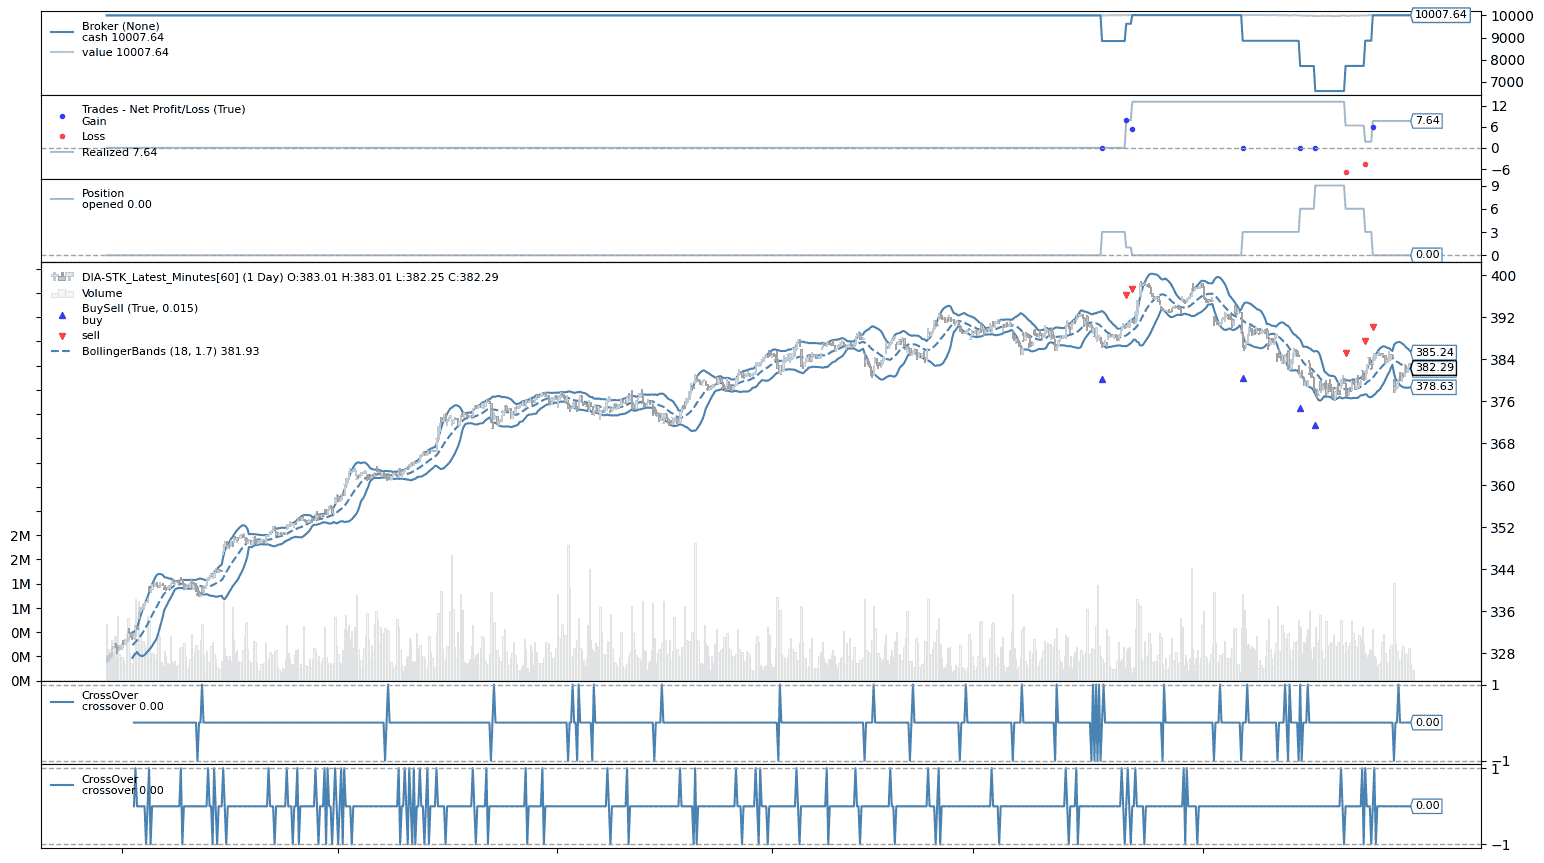 Broker (None)
cash 10007.64
value 10007.64
10007.64
10000
9000
8000
7000
Trades - Net Profit/Loss (True)
Gain
Loss
Realized 7.64
7.64
12
6
0
−6
Position
opened 0.00
0.00
9
6
3
0
DIA-STK_Latest_Minutes[60] (1 Day) O:383.01 H:383.01 L:382.25 C:382.29
Volume
BuySell (True, 0.015)
buy
sell
BollingerBands (18, 1.7) 381.93
385.24
382.29
378.63
400
392
384
376
368
360
352
344
336
328
2M
2M
1M
1M
0M
0M
0M
CrossOver
crossover 0.00
0.00
1
−1
CrossOver
crossover 0.00
0.00
1
−1